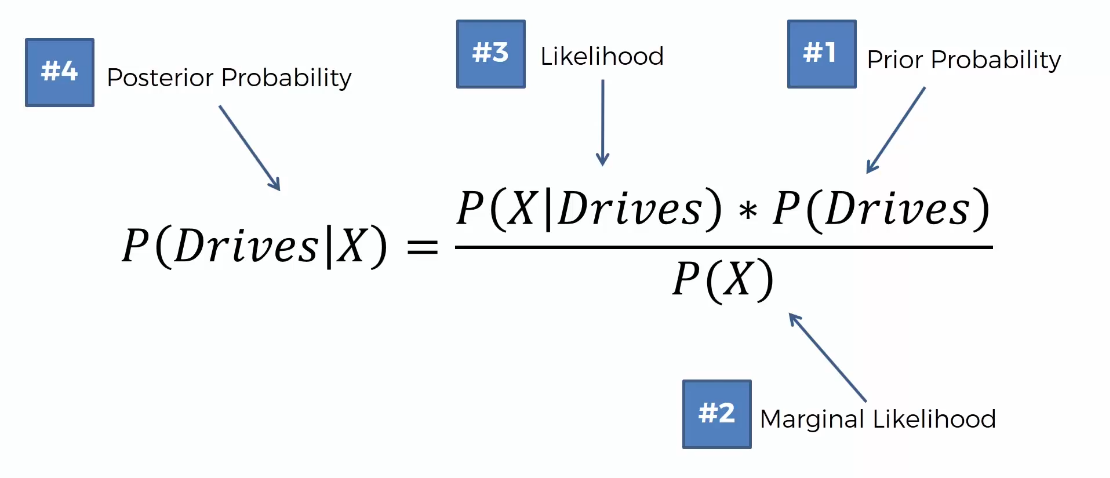 #4 Posterior Probability
#3 Likelihood
#1 Prior Probability
P(Drives|X) = P(X|Drives) * P(Drives)
P(X)
#2 Marginal Likelihood